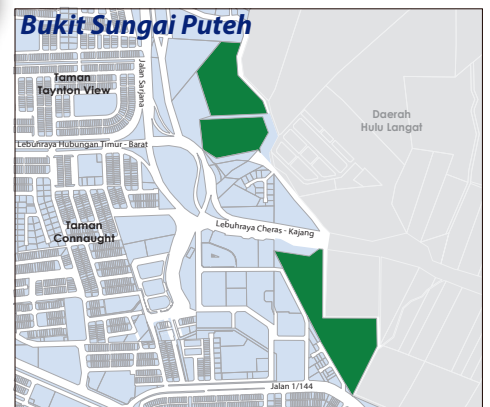 Bukit Sungai Puteh
Taman
Taynton View
Jalan Sarjana
Daerah
Hulu Langat
Lebuhraya Hubungan Timur - Barat
Taman
Connaught
Lebuhraya Cheras - Kajang
Jalan 1/144